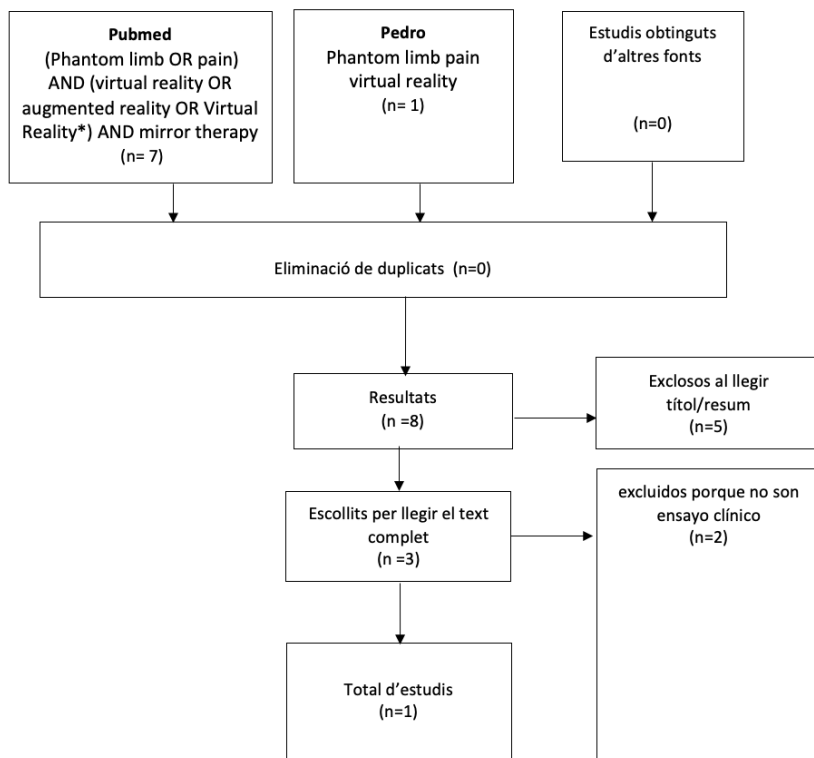 Pubmed
(Phantom limb OR pain)
AND (virtual reality OR
augmented reality OR Virtual
Reality*) AND mirror therapy
(n= 7)
Pedro
Phantom limb pain
virtual reality
(n= 1)
Estudis obtinguts
d’altres fonts
(n=0)
Eliminació de duplicats (n=0)
Resultats
(n =8)
Exclosos al llegir
títol/resum
(n=5)
Escollits per llegir el text
complet
(n =3)
excluidos porque no son
ensayo clínico
(n=2)
Total d’estudis
(n=1)